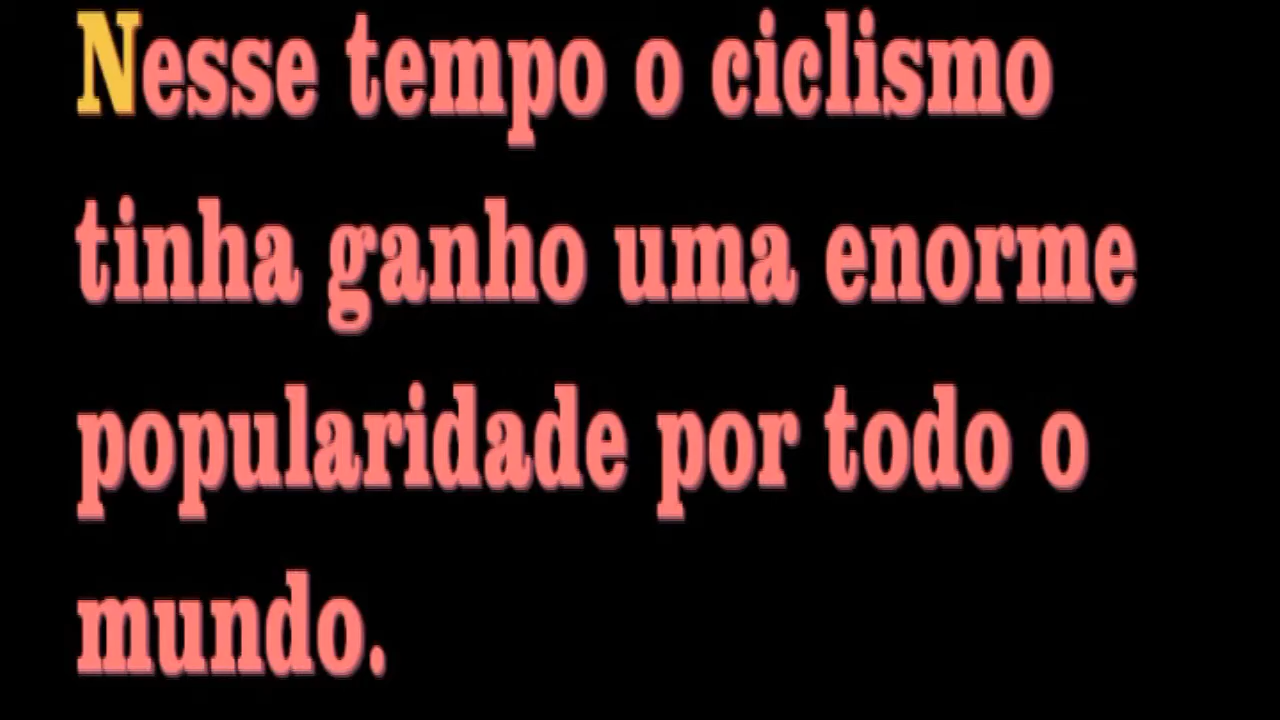 Nesse tempo o ciclismo
tinha ganho uma enorme
popularidade por todo o
mundo.